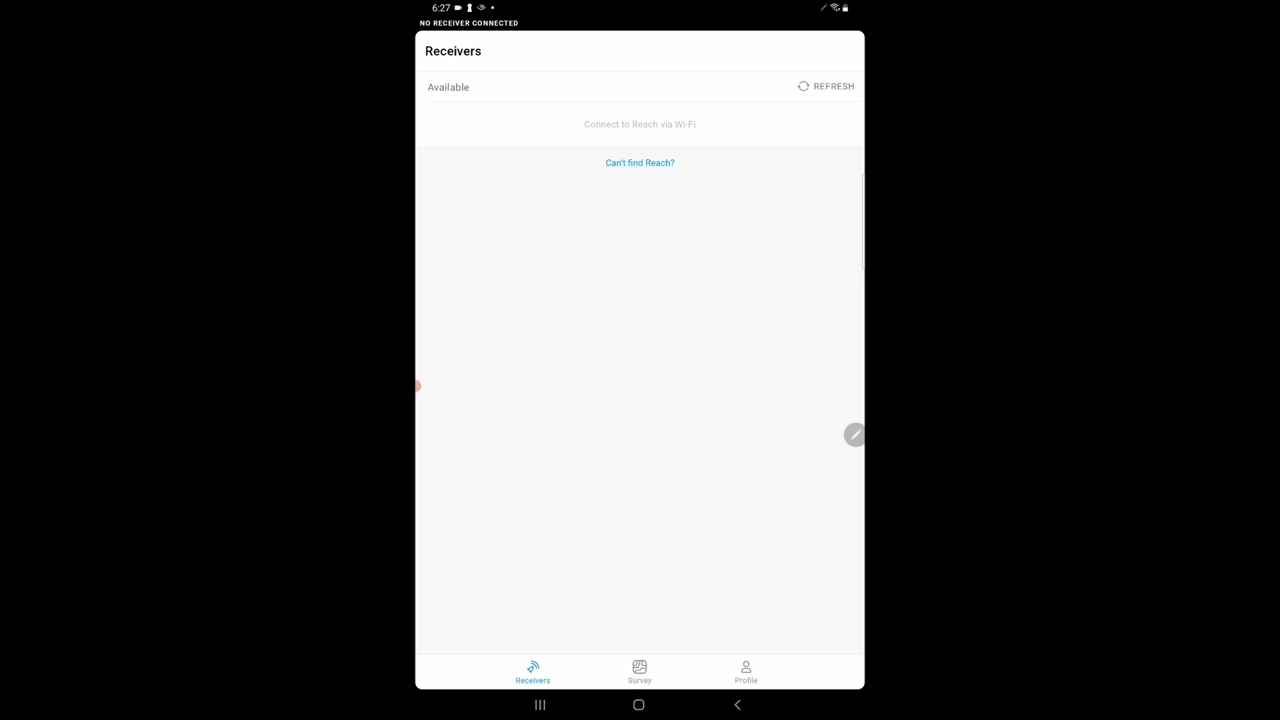 6:27
NO RECEIVER CONNECTED
Receivers
Available
REFRESH
Connect to Reach via Wi-Fi
Can't find Reach?
Receivers
Survey
Profile